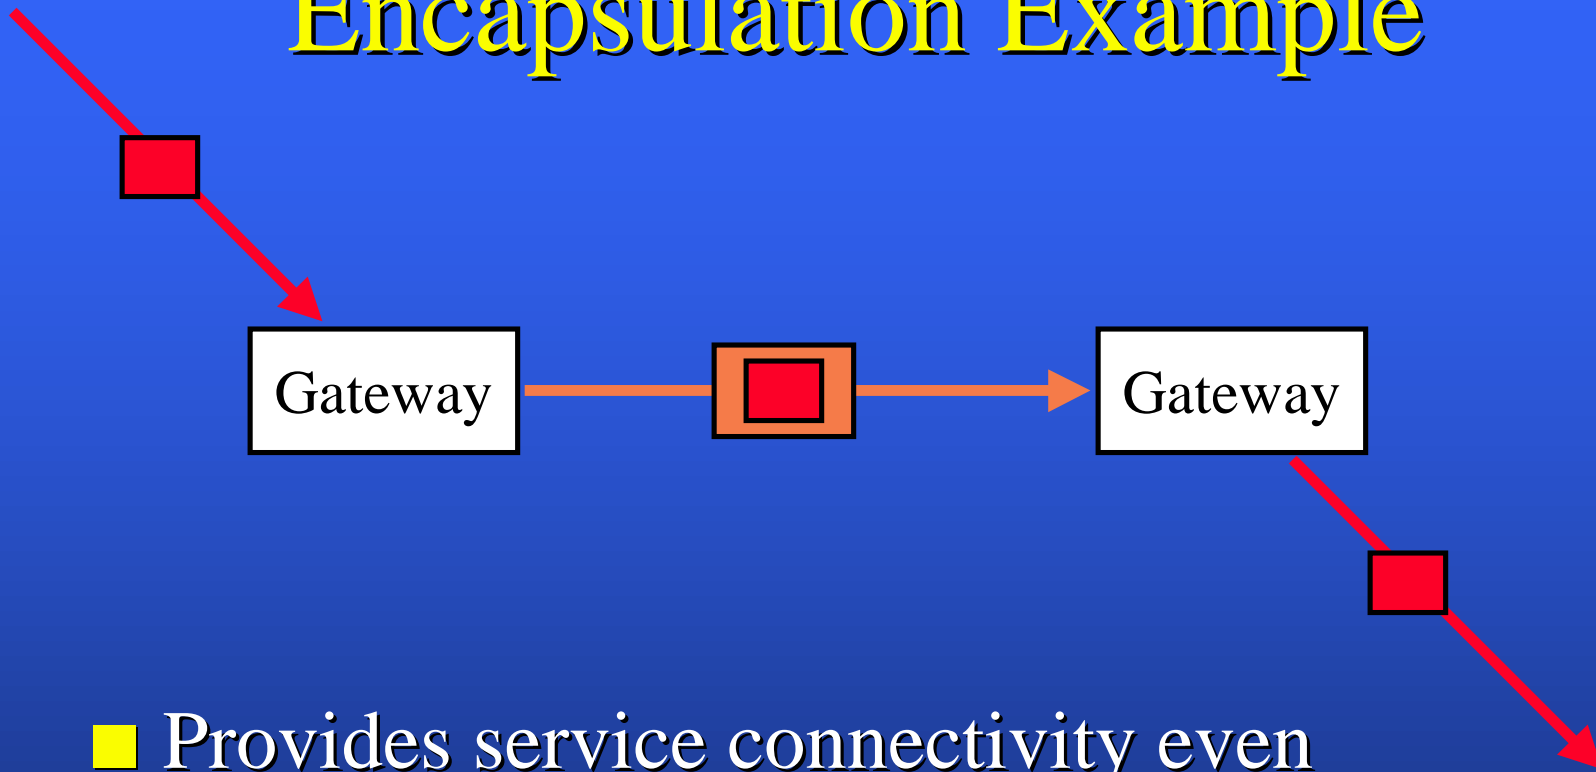 Encapsulation Example
Gateway
Gateway
Provides service connectivity even